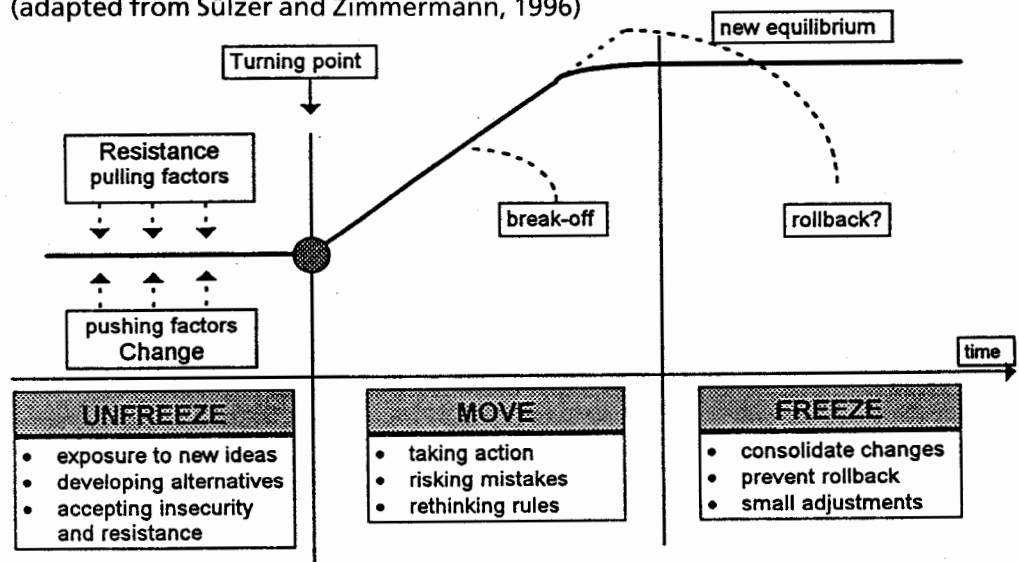 (adapted from Sülzer and Zimmermann, 1996)
new equilibrium
Turning point
Resistance
pulling factors
break-off
rollback?
pushing factors
Change
time
UNFREEZE
• exposure to new ideas
• developing alternatives
• accepting insecurity
and resistance
MOVE
• taking action
• risking mistakes
• rethinking rules
FREEZE
• consolidate changes
• prevent rollback
• small adjustments